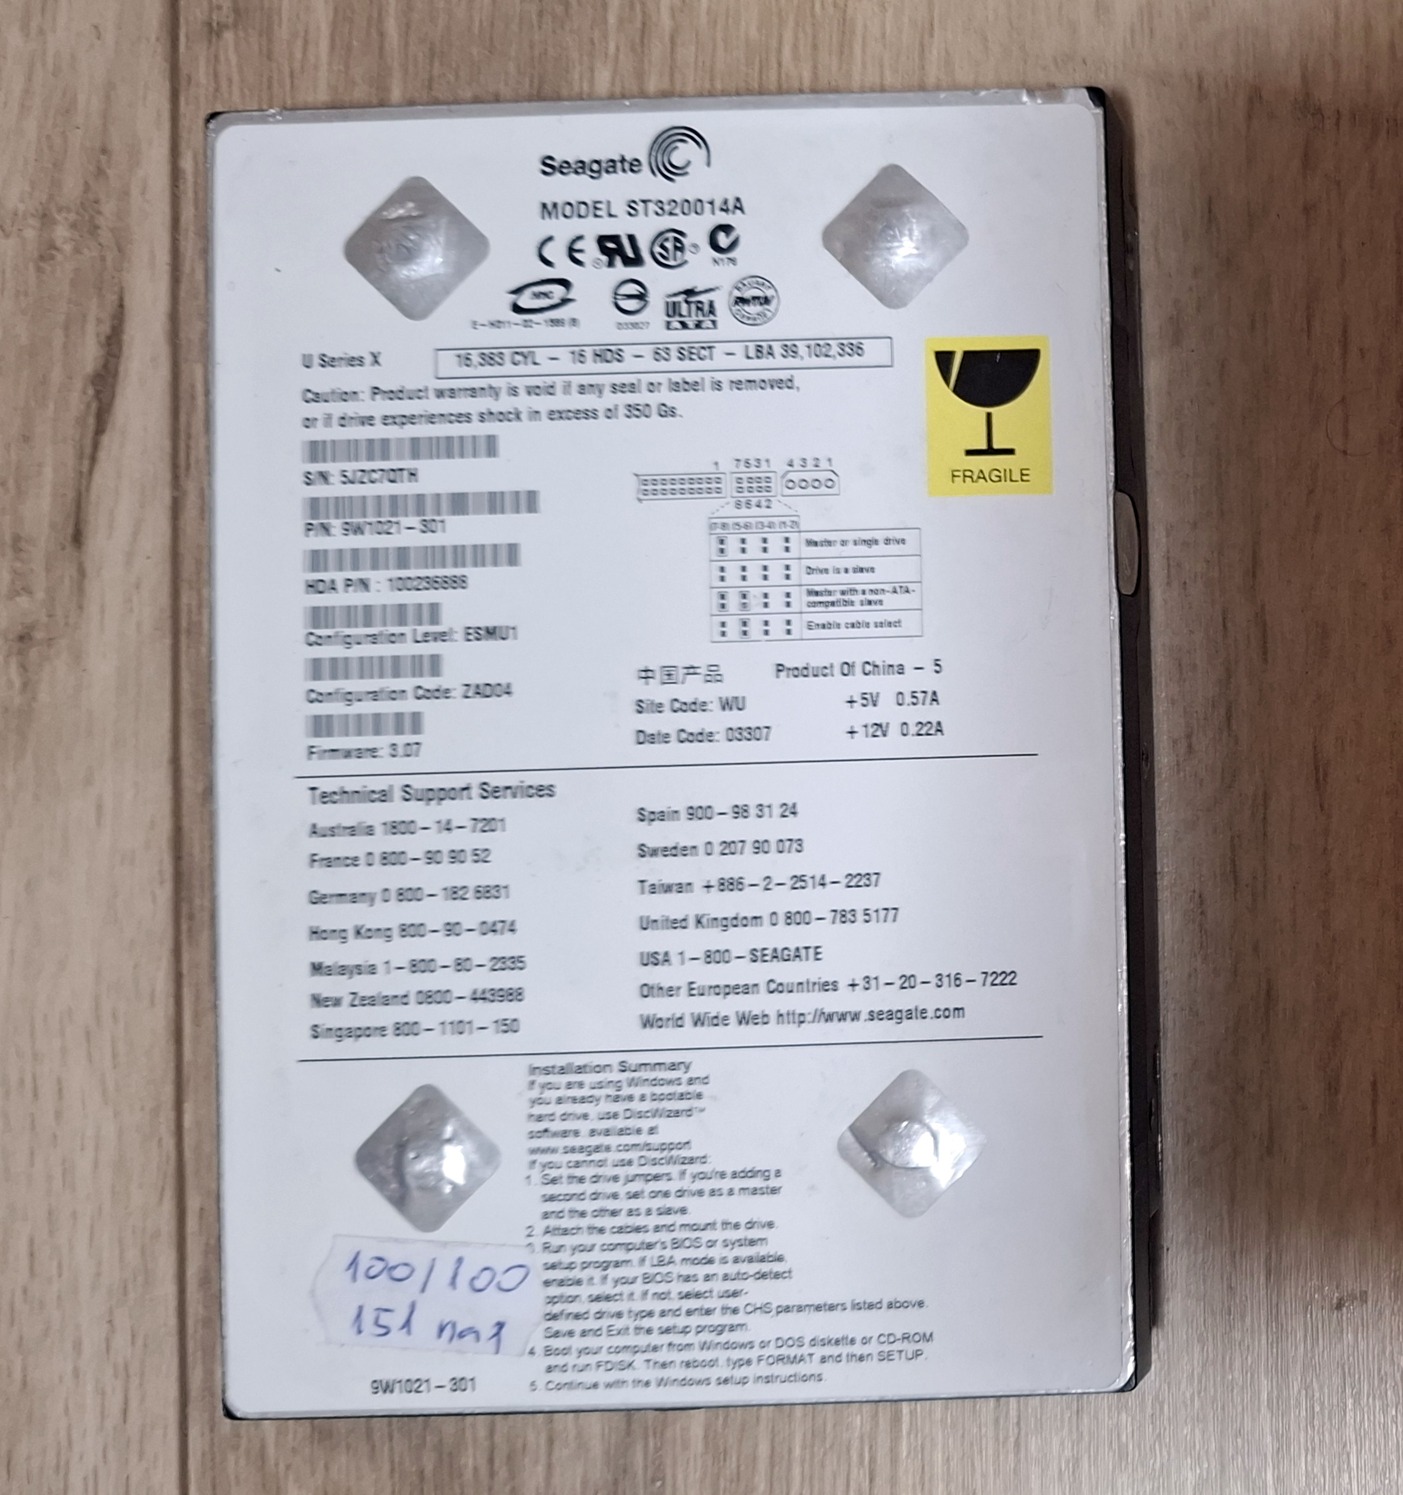 Seagate
MODEL ST320014A
N176
ULTRA
ATA
U Series X
16,383 CYL – 16 HDS – 63 SECT – LBA 39,102,336
Caution: Product warranty is void if any seal or label is removed,
or if drive experiences shock in excess of 350 Gs.
FRAGILE
S/N: 5JZC7QTH
P/N: 9W1021–301
HDA P/N : 100236888
Configuration Level: ESMU1
Configuration Code: ZAD04
Firmware: 3.07
1 7531 4321
8642
(7-8) (5-6) (3-4) (1-2)
Master or single drive
Drive is a slave
Master with a non-ATA-
compatible slave
Enable cable select
中国产品 Product Of China – 5
Site Code: WU +5V 0.57A
Date Code: 03307 +12V 0.22A
Technical Support Services
Australia 1800–14–7201
France 0 800–90 90 52
Germany 0 800–182 6831
Hong Kong 800–90–0474
Malaysia 1–800–80–2335
New Zealand 0800–443988
Singapore 800–1101–150
Spain 900–98 31 24
Sweden 0 207 90 073
Taiwan +886–2–2514–2237
United Kingdom 0 800–783 5177
USA 1–800–SEAGATE
Other European Countries +31–20–316–7222
World Wide Web http://www.seagate.com
Installation Summary
If you are using Windows and
you already have a bootable
hard drive, use DiscWizard™
software, available at
www.seagate.com/support
If you cannot use DiscWizard:
1. Set the drive jumpers. If you're adding a
second drive, set one drive as a master
and the other as a slave.
2. Attach the cables and mount the drive.
3. Run your computer's BIOS or system
setup program. If LBA mode is available,
enable it. If your BIOS has an auto-detect
option, select it. If not, select user-
defined drive type and enter the CHS parameters listed above.
Save and Exit the setup program.
4. Boot your computer from Windows or DOS diskette or CD-ROM
and run FDISK. Then reboot, type FORMAT and then SETUP.
5. Continue with the Windows setup instructions.
100/100
151
9W1021–301